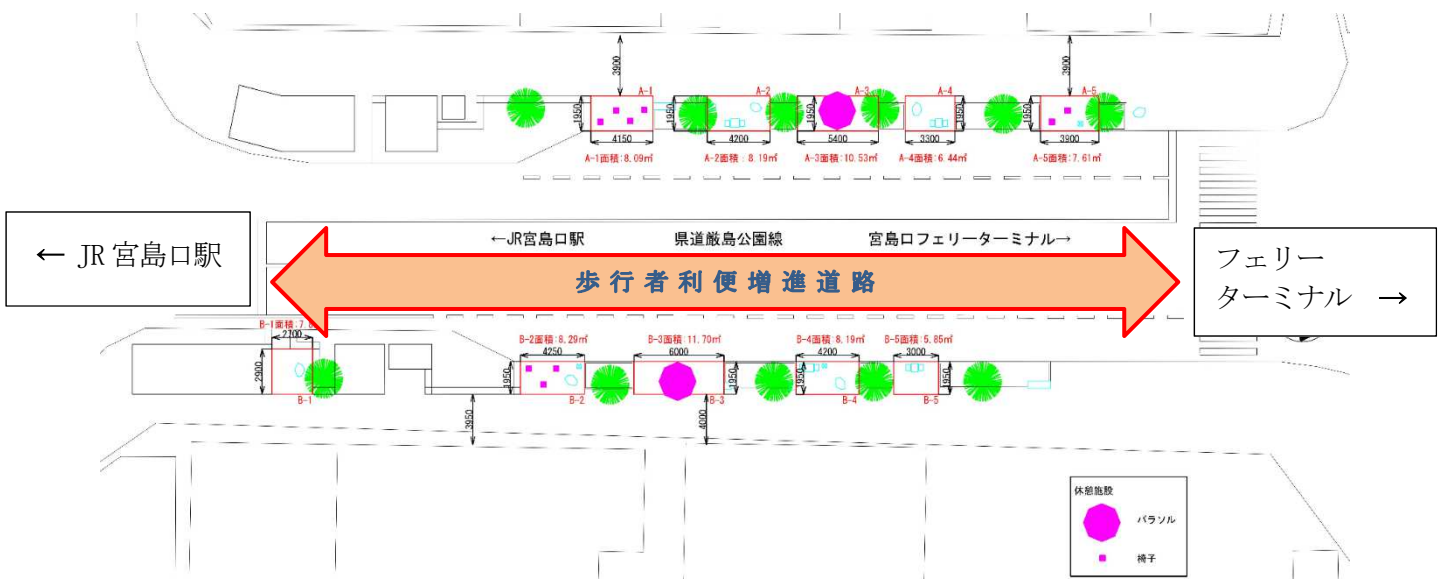 3900
3900
A-1
A-2
A-3
A-4
A-5
1950
1950
1950
1950
1950
4150
4200
5400
3300
3900
A-1面積:8.09㎡
A-2面積:8.19㎡
A-3面積:10.53㎡
A-4面積:6.44㎡
A-5面積:7.61㎡
← JR宮島口駅
←JR宮島口駅
県道厳島公園線
宮島口フェリーターミナル→
フェリー
ターミナル →
歩行者利便増進道路
B-1面積:7.
B-2面積:8.29㎡
B-3面積:11.70㎡
B-4面積:8.19㎡
B-5面積:5.85㎡
2700
4250
6000
4200
3000
2900
1950
1950
1950
1950
B-1
B-2
B-3
B-4
B-5
3950
4000
休憩施設
パラソル
椅子